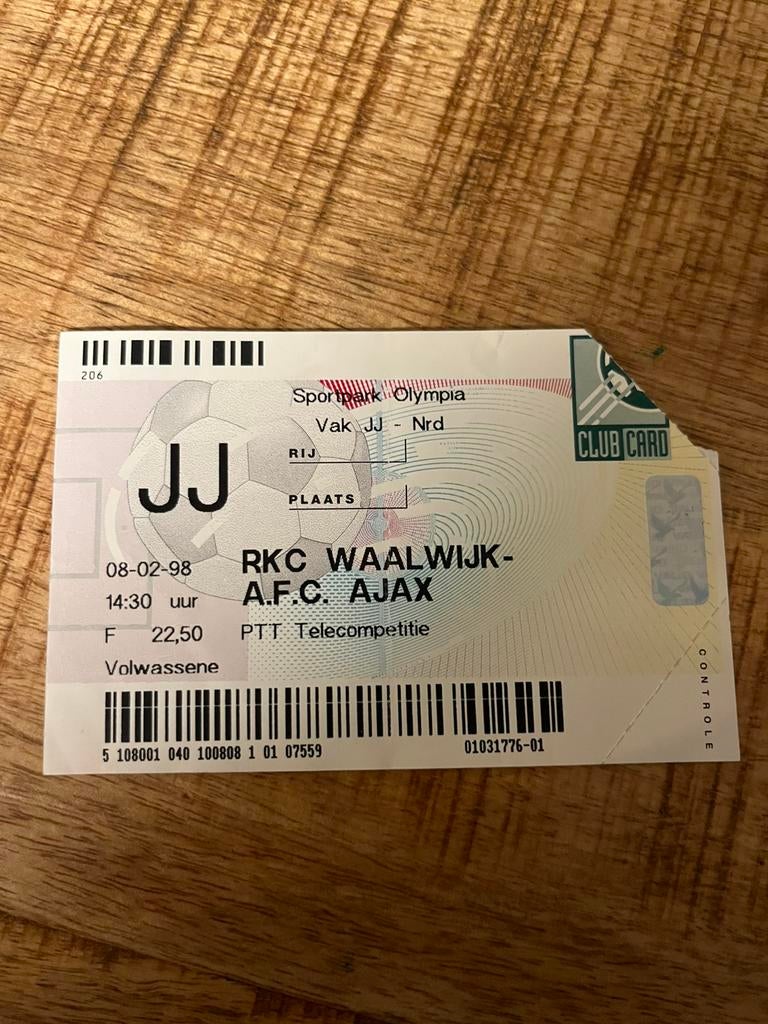 206
Sportpark Olympia
Vak JJ - Nrd
RIJ
PLAATS
JJ
CLUB CARD
08-02-98
14:30 uur
F 22,50
Volwassene
RKC WAALWIJK-
A.F.C. AJAX
PTT Telecompetitie
CONTROLE
5 108001 040 100808 1 01 07559
01031776-01